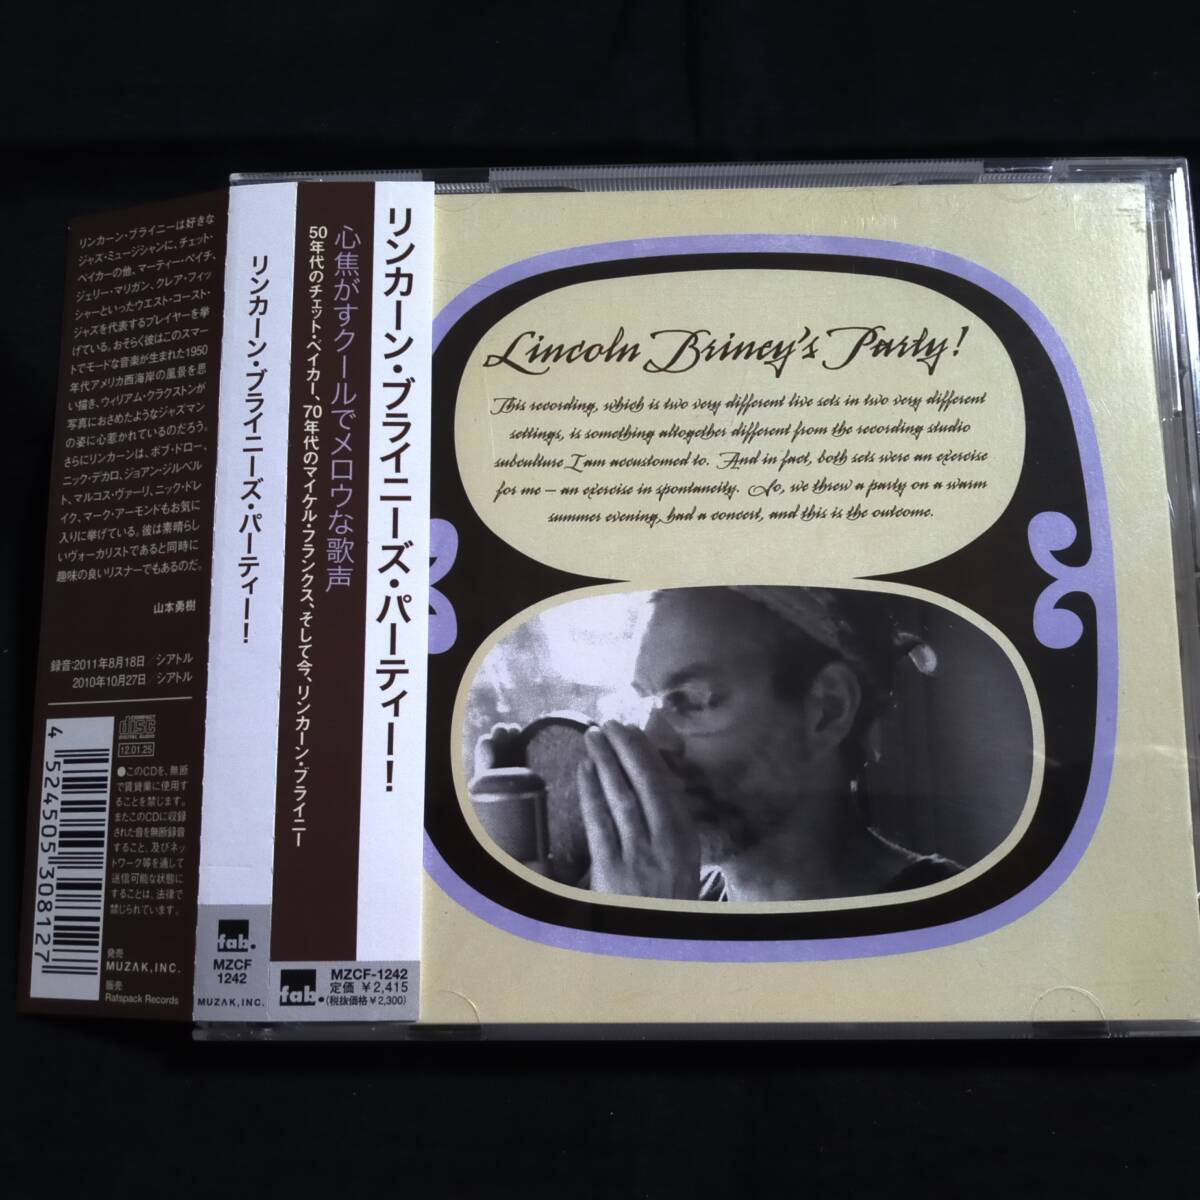 リンカーン・ブライニーは好きな
ジャズ・ミュージシャンに、チェット・
ベイカーの他、マーティー・ペイチ、
ジェリー・マリガン、クレア・フィッ
シャーといったウエスト・コースト・
ジャズを代表するプレイヤーを挙
げている。おそらく彼はこのスマー
トでモードな音楽が生まれた1950
年代アメリカ西海岸の風景を思
い描き、ウィリアム・クラクストンが
写真におさめたようなジャズマン
の姿に心惹かれているのだろう。
さらにリンカーンは、ボブ・ドロー、
ニック・デカロ、ジョアン・ジルベル
ト、マルコス・ヴァーリ、ニック・ドレ
イク、マーク・アーモンドもお気に
入りに挙げている。彼は素晴らし
いヴォーカリストであると同時に
趣味の良いリスナーでもあるのだ。
山本勇樹
録音:2011年8月18日／シアトル
2010年10月27日／シアトル
4 524505 308127
COMPACT
disc
DIGITAL AUDIO
12.01.25
●このCDを、無断
で賃貸業に使用す
ることを禁じます。
またこのCDに収録
された音を無断録音
すること、及びネッ
トワーク等を通して
送信可能な状態に
することは、法律で
禁じられています。
発売
MUZAK, INC.
販売
Ratspack Records
リンカーン・ブライニーズ・パーティー!
fab.
MZCF
1242
MUZAK, INC.
リンカーン・ブライニーズ・パーティー!
心焦がすクールでメロウな歌声
50年代のチェット・ベイカー、70年代のマイケル・フランクス、そして今、リンカーン・ブライニー
fab.
MZCF-1242
定価 ￥2,415
(税抜価格￥2,300)
Lincoln Briney's Party!
This recording, which is two very different live sets in two very different
settings, is something altogether different from the recording studio
subculture I am accustomed to. And in fact, both sets were an exercise
for me – an exercise in spontaneity. So, we threw a party on a warm
summer evening, had a concert, and this is the outcome.